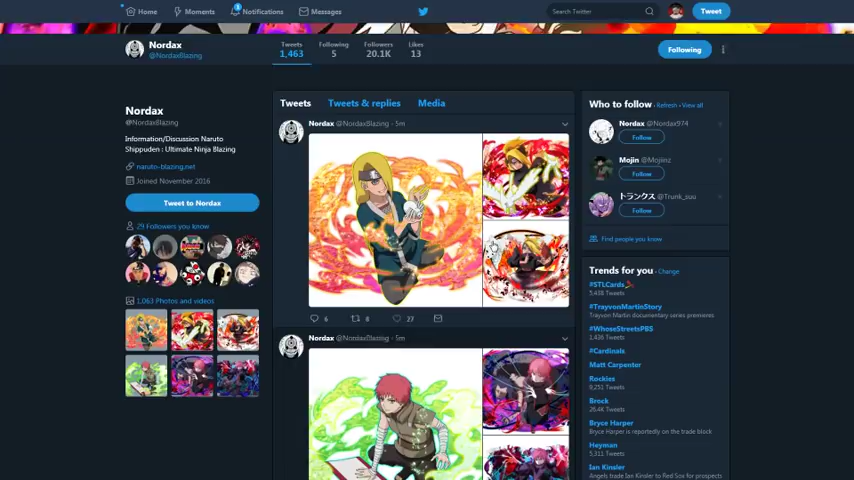 Home
Moments
1
Notifications
Messages
Search Twitter
Tweet
Nordax
@NordaxBlazing
Tweets
1,463
Following
5
Followers
20.1K
Likes
13
Following
Nordax
@NordaxBlazing
Information/Discussion Naruto
Shippuden : Ultimate Ninja Blazing
naruto-blazing.net
Joined November 2016
Tweet to Nordax
29 Followers you know
1,063 Photos and videos
Tweets
Tweets & replies
Media
Nordax @NordaxBlazing · 5m
6
8
27
Nordax @NordaxBlazing · 5m
Who to follow · Refresh · View all
Nordax @Nordax974
Follow
Mojin @Mojiinz
Follow
トランクス @Trunk_suu
Follow
Find people you know
Trends for you · Change
#STLCards
5,438 Tweets
#TrayvonMartinStory
Trayvon Martin documentary series premieres
#WhoseStreetsPBS
1,436 Tweets
#Cardinals
Matt Carpenter
Rockies
9,251 Tweets
Brock
26.4K Tweets
Bryce Harper
Bryce Harper is reportedly on the trade block
Heyman
5,311 Tweets
Ian Kinsler
Angels trade Ian Kinsler to Red Sox for prospects